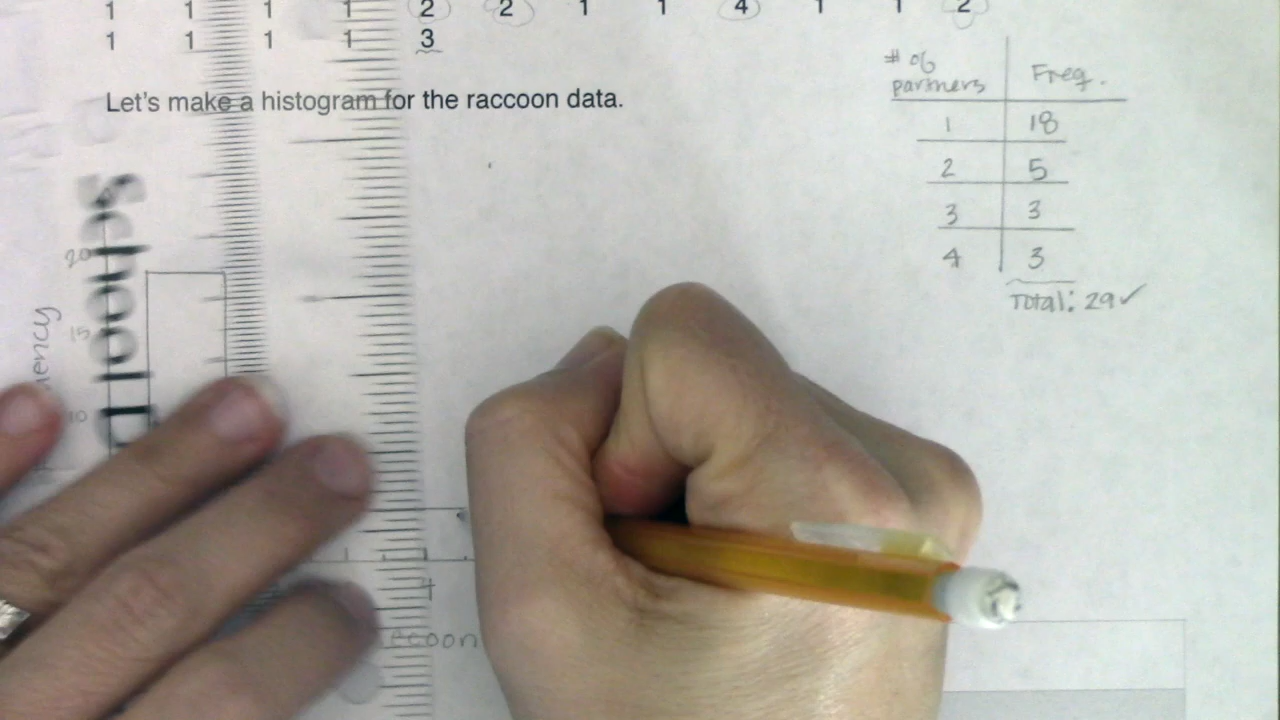 1 1 1 1 2 2 1 1 4 1 1 2
1 1 1 1 3
Let's make a histogram for the raccoon data.
# of partners Freq.
1 18
2 5
3 3
4 3
Total: 29 ✓
School
20
15
10
4